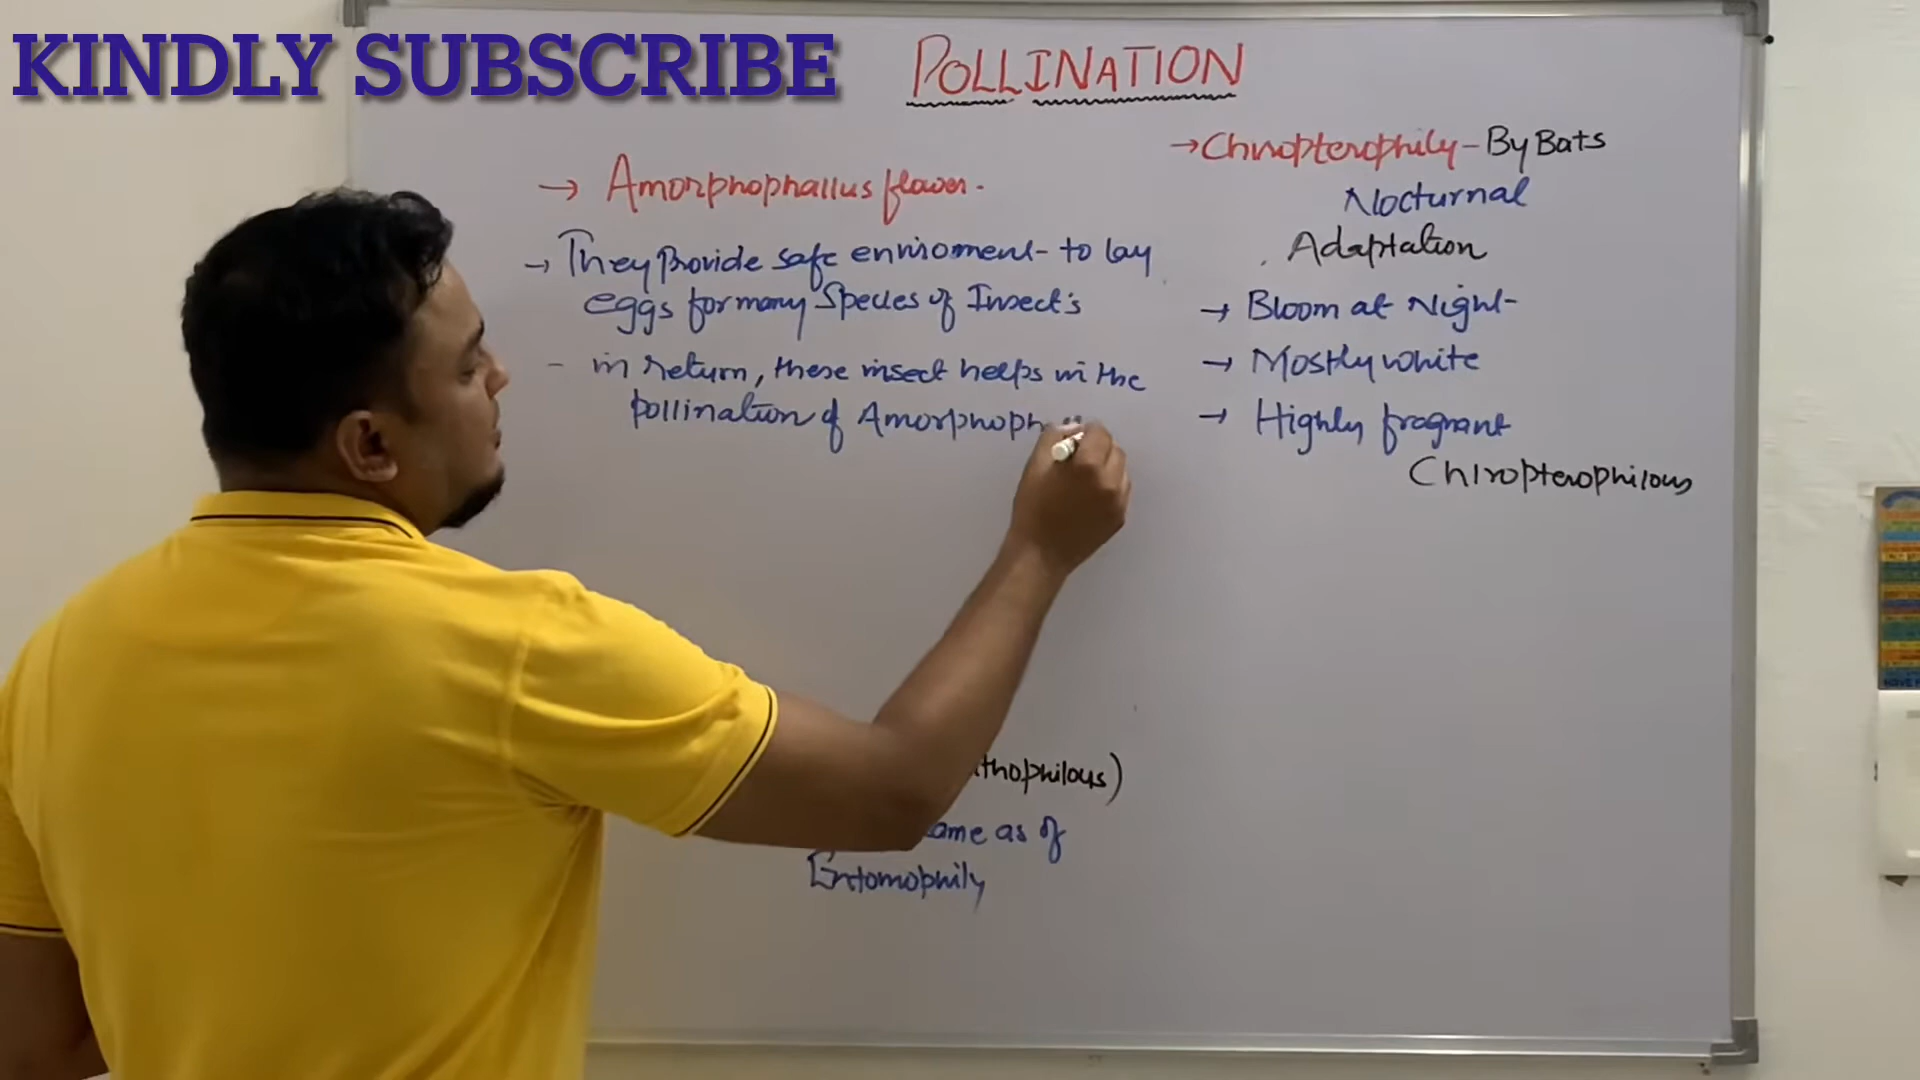 KINDLY SUBSCRIBE
POLLINATION
→ Amorphophallus flower.
→ They Provide safe enviroment to lay
eggs for many Species of Insect's
- in return, these insect helps in the
pollination of Amorphoph
thophilous)
ame as of
Entomophily
→ Chiropterophily - By Bats
Nocturnal
Adaptation
→ Bloom at Night
→ Mostly white
→ Highly fragrant
Chiropterophilous